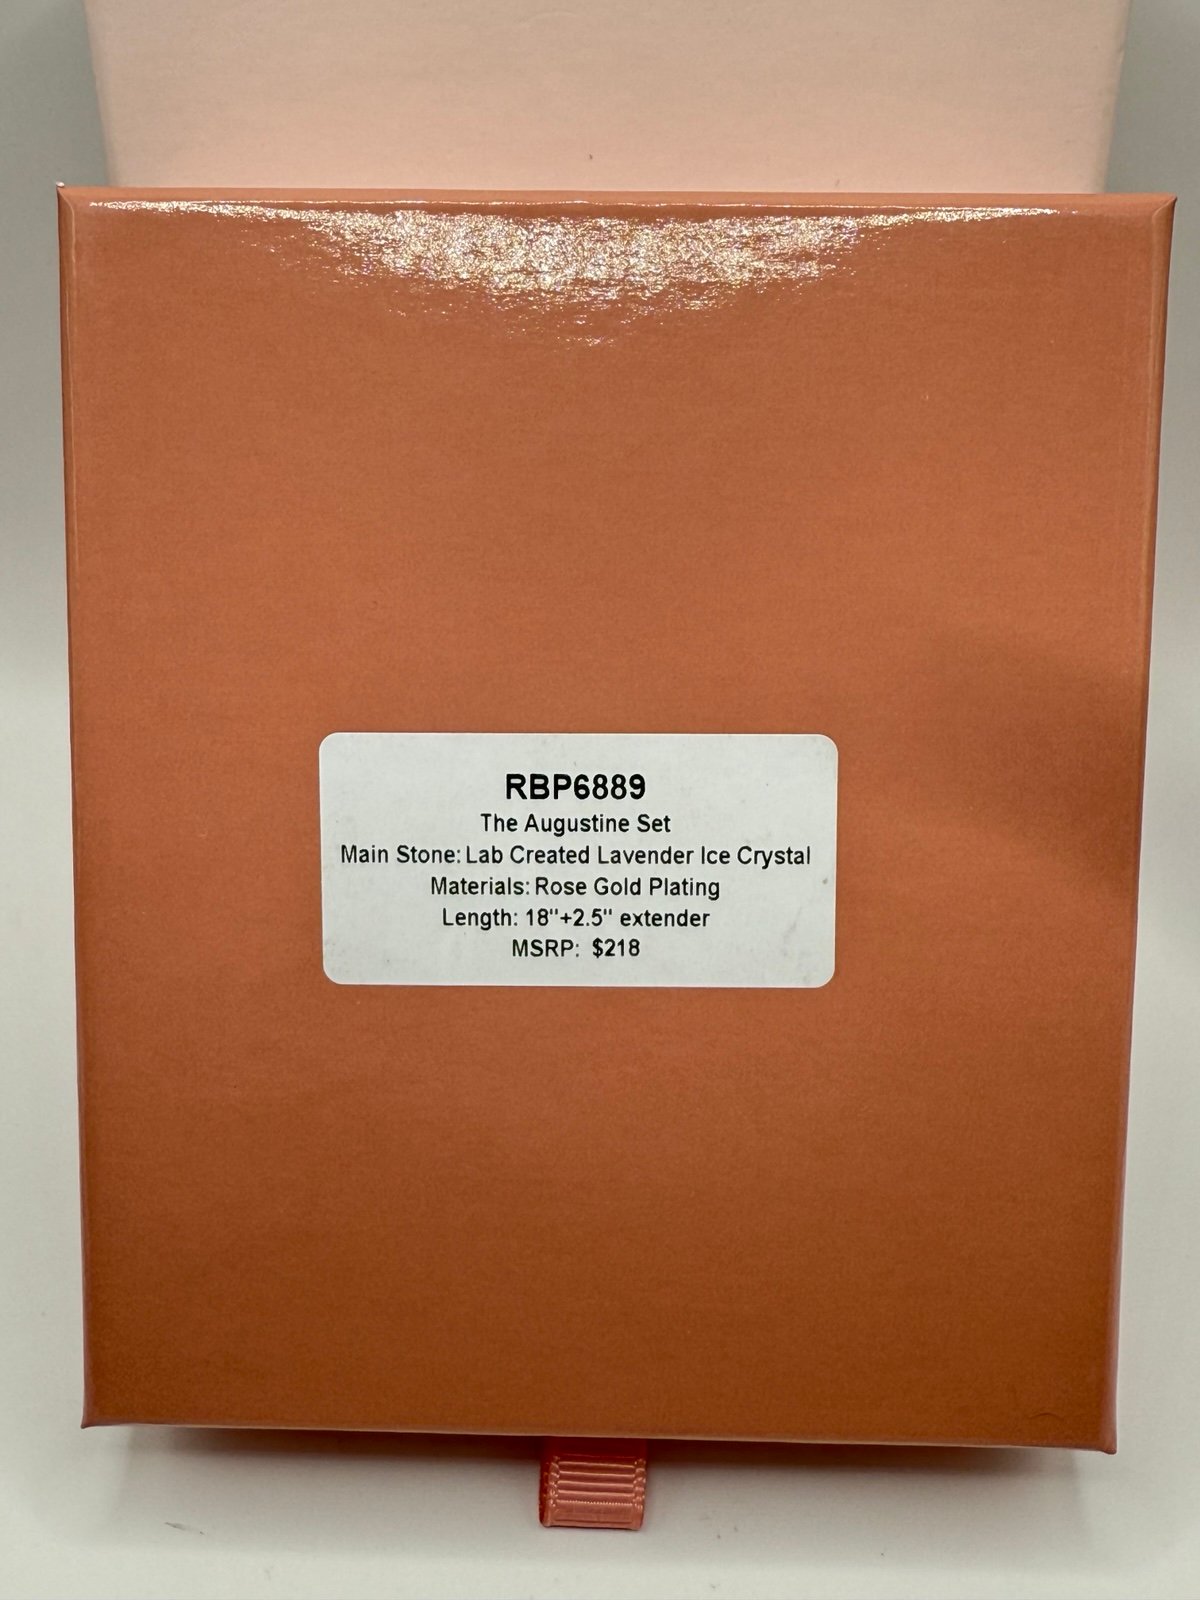 RBP6889
The Augustine Set
Main Stone: Lab Created Lavender Ice Crystal
Materials: Rose Gold Plating
Length: 18"+2.5" extender
MSRP: $218